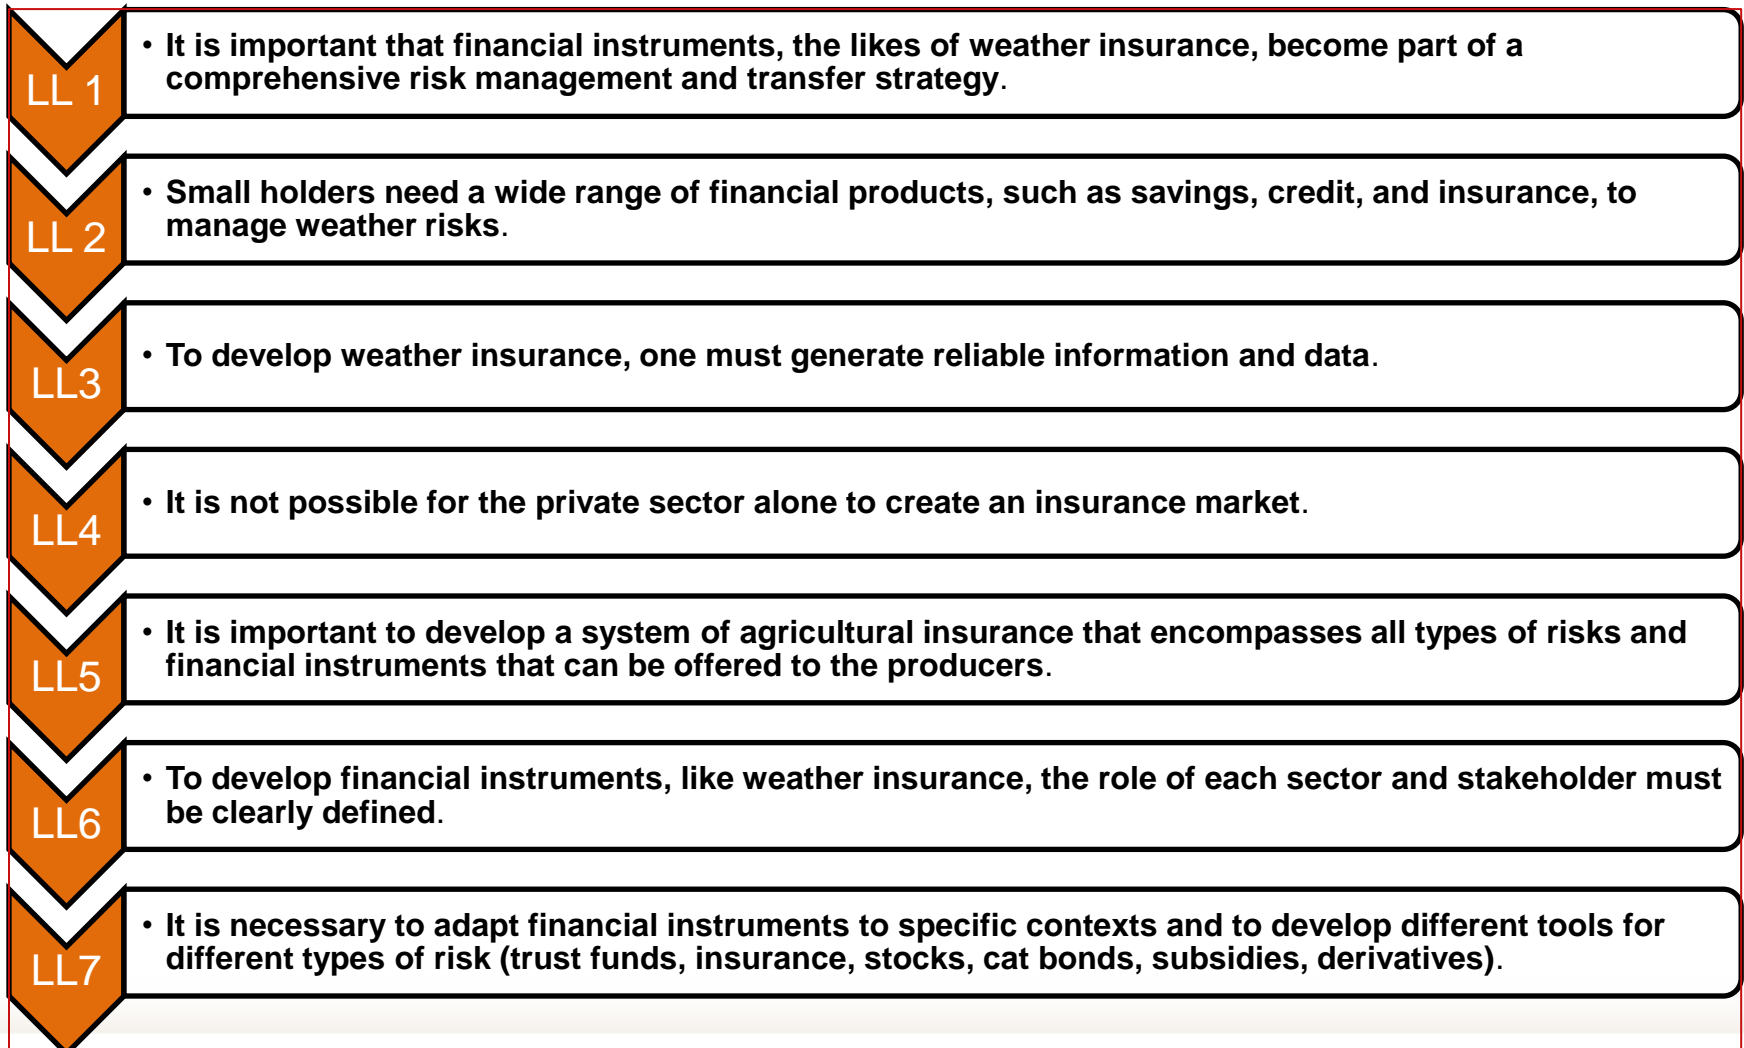 LL 1
• It is important that financial instruments, the likes of weather insurance, become part of a
comprehensive risk management and transfer strategy.
LL 2
• Small holders need a wide range of financial products, such as savings, credit, and insurance, to
manage weather risks.
LL3
• To develop weather insurance, one must generate reliable information and data.
LL4
• It is not possible for the private sector alone to create an insurance market.
LL5
• It is important to develop a system of agricultural insurance that encompasses all types of risks and
financial instruments that can be offered to the producers.
LL6
• To develop financial instruments, like weather insurance, the role of each sector and stakeholder must
be clearly defined.
LL7
• It is necessary to adapt financial instruments to specific contexts and to develop different tools for
different types of risk (trust funds, insurance, stocks, cat bonds, subsidies, derivatives).